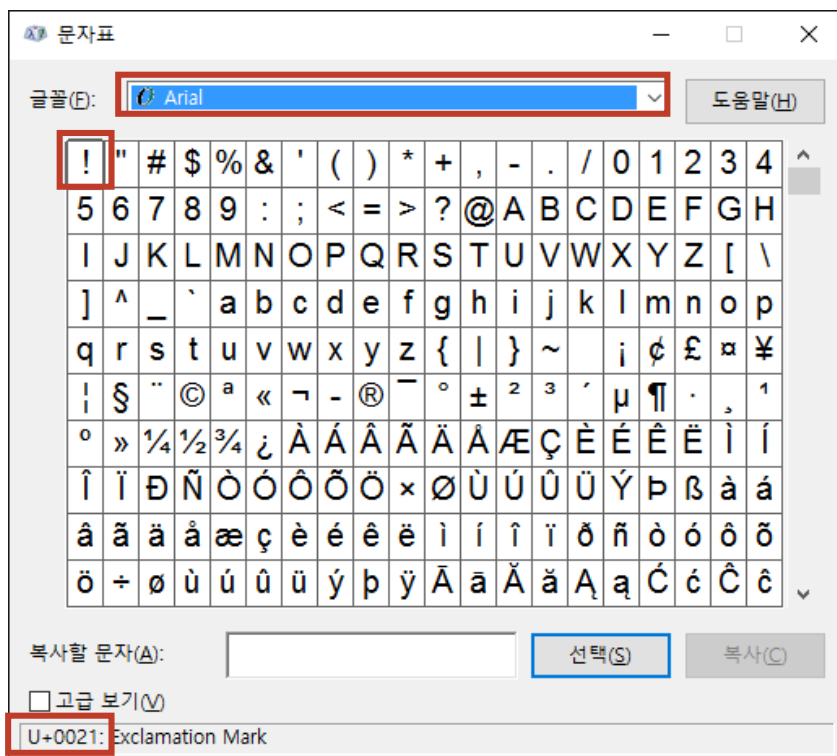 문자표
글꼴(F): Arial 도움말(H)
! " # $ % & ' ( ) * + , - . / 0 1 2 3 4
5 6 7 8 9 : ; < = > ? @ A B C D E F G H
I J K L M N O P Q R S T U V W X Y Z [ \
] ^ _ ` a b c d e f g h i j k l m n o p
q r s t u v w x y z { | } ~   ¡ ¢ £ ¤ ¥
¦ § ¨ © ª « ¬ - ® ¯ ° ± ² ³ ´ µ ¶ · ¸ ¹
º » ¼ ½ ¾ ¿ À Á Â Ã Ä Å Æ Ç È É Ê Ë Ì Í
Î Ï Ð Ñ Ò Ó Ô Õ Ö × Ø Ù Ú Û Ü Ý Þ ß à á
â ã ä å æ ç è é ê ë ì í î ï ð ñ ò ó ô õ
ö ÷ ø ù ú û ü ý þ ÿ Ā ā Ă ă Ą ą Ć ć Ĉ ĉ
복사할 문자(A): 선택(S) 복사(C)
고급 보기(V)
U+0021: Exclamation Mark